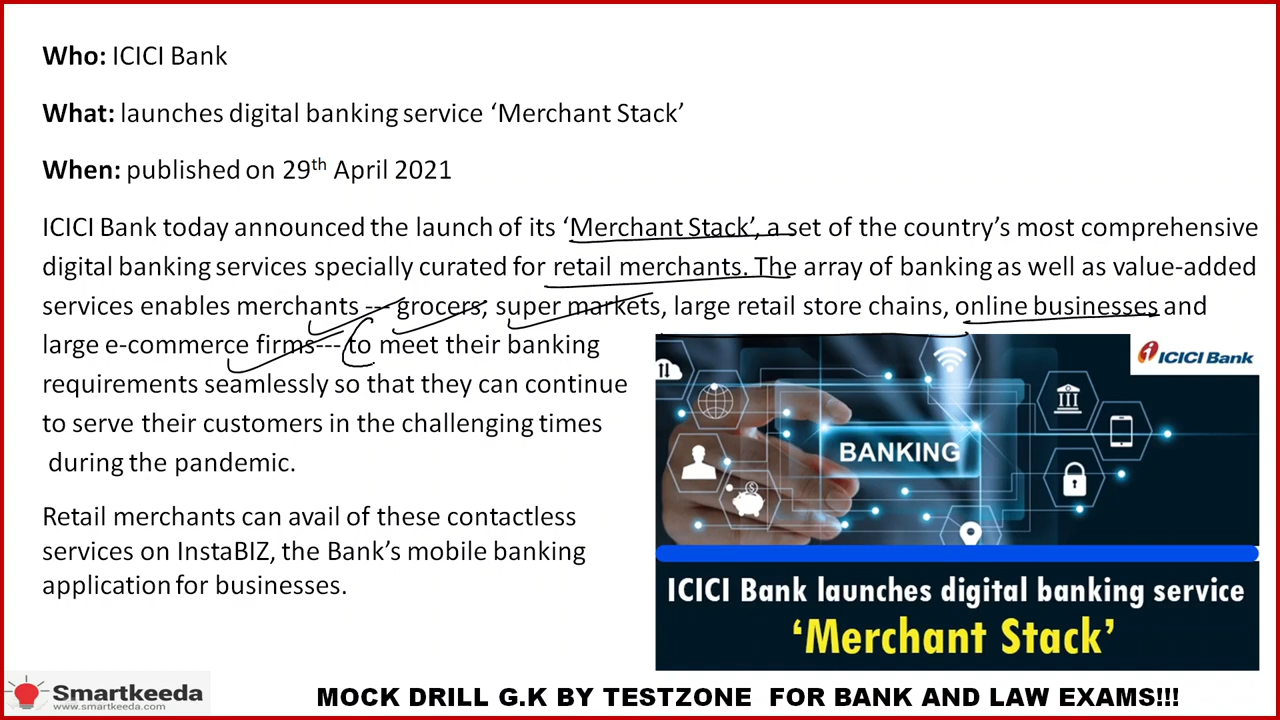 Who: ICICI Bank
What: launches digital banking service ‘Merchant Stack’
When: published on 29th April 2021
ICICI Bank today announced the launch of its ‘Merchant Stack’, a set of the country’s most comprehensive
digital banking services specially curated for retail merchants. The array of banking as well as value-added
services enables merchants --- grocers, super markets, large retail store chains, online businesses and
large e-commerce firms--- to meet their banking
requirements seamlessly so that they can continue
to serve their customers in the challenging times
during the pandemic.
Retail merchants can avail of these contactless
services on InstaBIZ, the Bank’s mobile banking
application for businesses.
ICICI Bank
BANKING
ICICI Bank launches digital banking service
‘Merchant Stack’
Smartkeeda
www.smartkeeda.com
MOCK DRILL G.K BY TESTZONE FOR BANK AND LAW EXAMS!!!